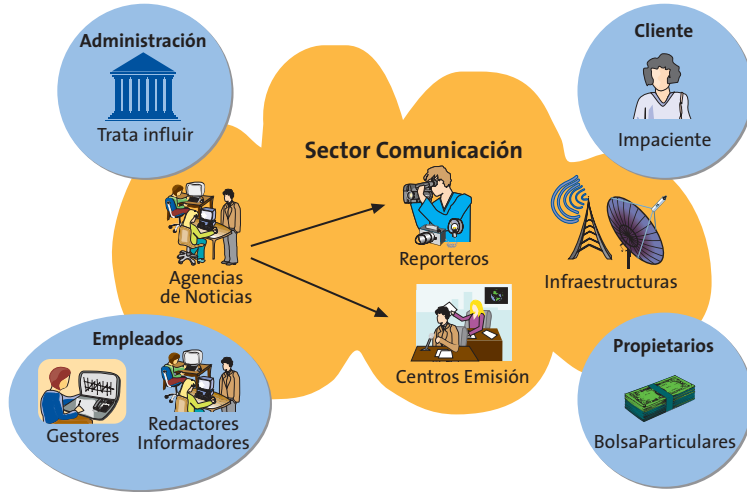 Administración
Trata influir
Cliente
Impaciente
Sector Comunicación
Agencias
de Noticias
Reporteros
Infraestructuras
Centros Emisión
Empleados
Gestores
Redactores
Informadores
Propietarios
BolsaParticulares